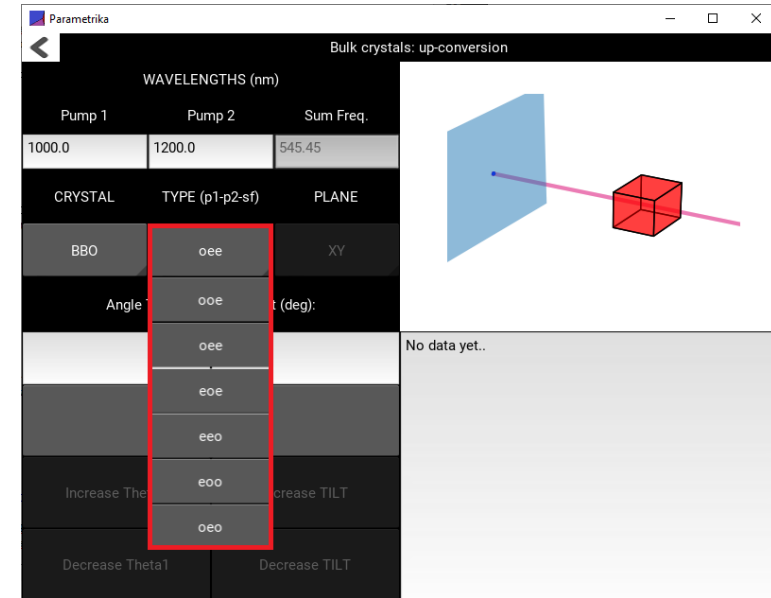 Parametrika
Bulk crystals: up-conversion
WAVELENGTHS (nm)
Pump 1 Pump 2 Sum Freq.
1000.0 1200.0 545.45
CRYSTAL TYPE (p1-p2-sf) PLANE
BBO oee XY
Angle t (deg):
ooe
oee
No data yet..
eoe
eeo
Increase The crease TILT
eoo
oeo
Decrease Theta1 Decrease TILT